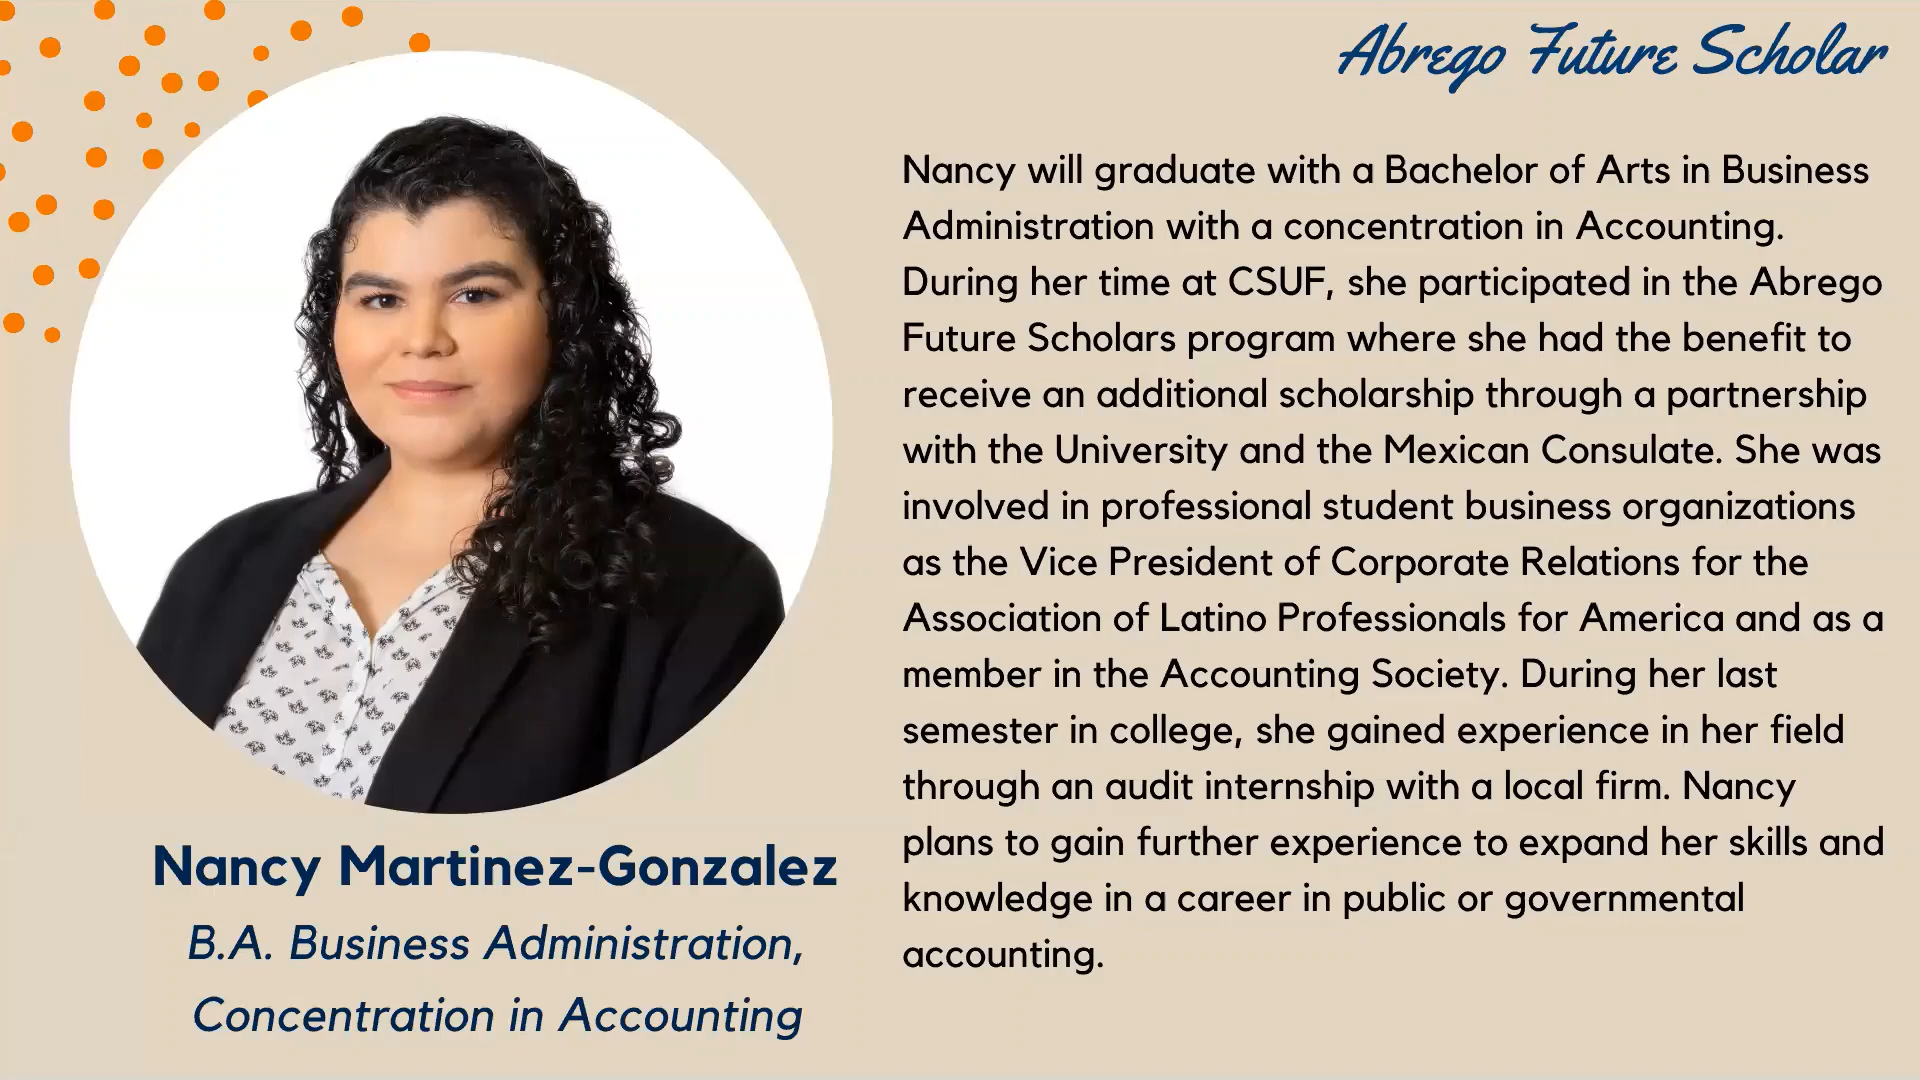 Abrego Future Scholar
Nancy will graduate with a Bachelor of Arts in Business
Administration with a concentration in Accounting.
During her time at CSUF, she participated in the Abrego
Future Scholars program where she had the benefit to
receive an additional scholarship through a partnership
with the University and the Mexican Consulate. She was
involved in professional student business organizations
as the Vice President of Corporate Relations for the
Association of Latino Professionals for America and as a
member in the Accounting Society. During her last
semester in college, she gained experience in her field
through an audit internship with a local firm. Nancy
plans to gain further experience to expand her skills and
knowledge in a career in public or governmental
accounting.
Nancy Martinez-Gonzalez
B.A. Business Administration,
Concentration in Accounting